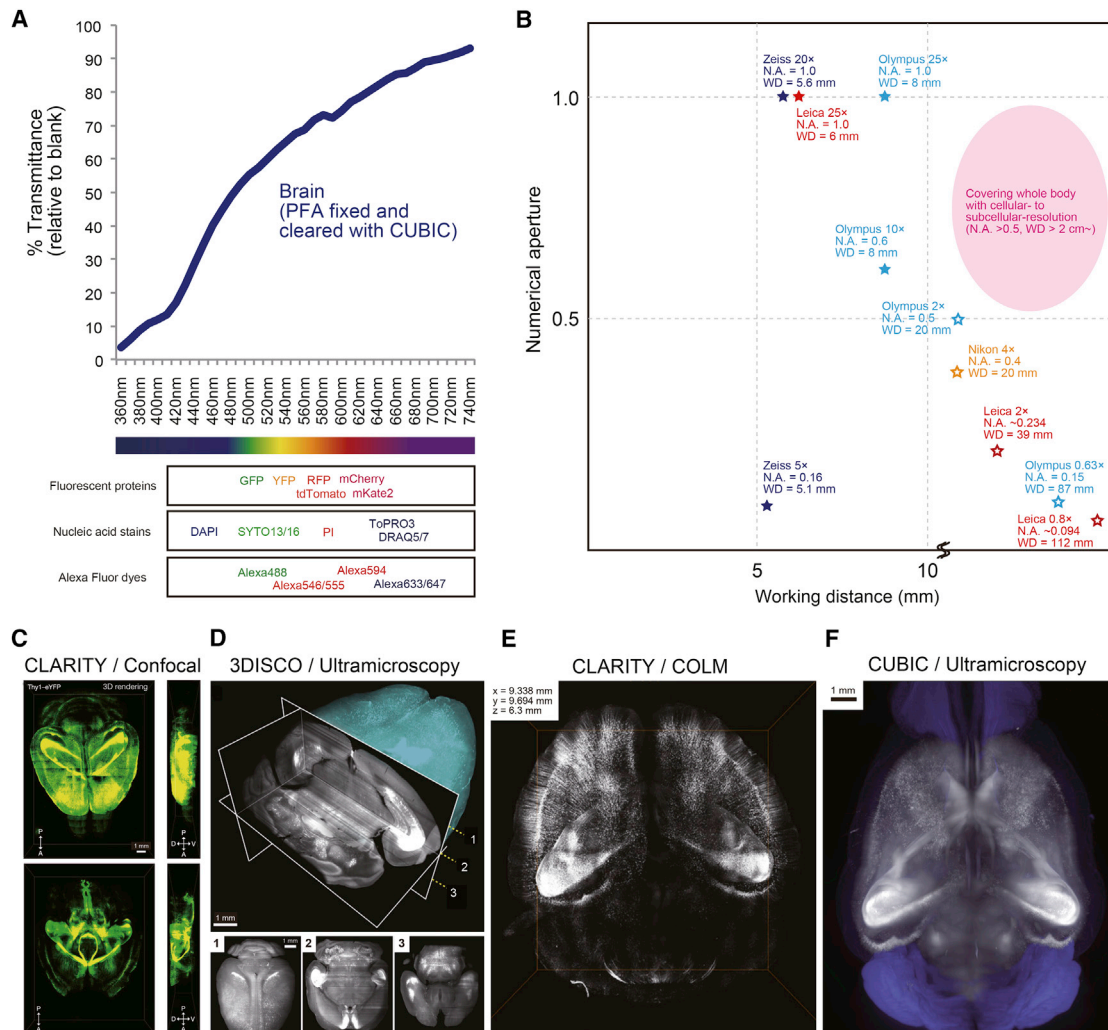 A
% Transmittance
(relative to blank)
100
90
80
70
60
50
40
30
20
10
0
Brain
(PFA fixed and
cleared with CUBIC)
360nm
380nm
400nm
420nm
440nm
460nm
480nm
500nm
520nm
540nm
560nm
580nm
600nm
620nm
640nm
660nm
680nm
700nm
720nm
740nm
Fluorescent proteins
GFP YFP RFP mCherry
tdTomato mKate2
Nucleic acid stains
DAPI SYTO13/16 PI ToPRO3
DRAQ5/7
Alexa Fluor dyes
Alexa488 Alexa594
Alexa546/555 Alexa633/647
B
Numerical aperture
1.0
0.5
Zeiss 20×
N.A. = 1.0
WD = 5.6 mm
Leica 25×
N.A. = 1.0
WD = 6 mm
Olympus 25×
N.A. = 1.0
WD = 8 mm
Covering whole body
with cellular- to
subcellular-resolution
(N.A. >0.5, WD > 2 cm~)
Olympus 10×
N.A. = 0.6
WD = 8 mm
Olympus 2×
N.A. = 0.5
WD = 20 mm
Nikon 4×
N.A. = 0.4
WD = 20 mm
Leica 2×
N.A. ~0.234
WD = 39 mm
Zeiss 5×
N.A. = 0.16
WD = 5.1 mm
Olympus 0.63×
N.A. = 0.15
WD = 87 mm
Leica 0.8×
N.A. ~0.094
WD = 112 mm
5
10
Working distance (mm)
C
CLARITY / Confocal
Thy1-eYFP
3D rendering
P
A
1 mm
P
D V
A
P
A
P
D V
A
D
3DISCO / Ultramicroscopy
1
2
3
1 mm
1
1 mm
2
3
E
CLARITY / COLM
x = 9.338 mm
y = 9.694 mm
z = 6.3 mm
F
CUBIC / Ultramicroscopy
1 mm